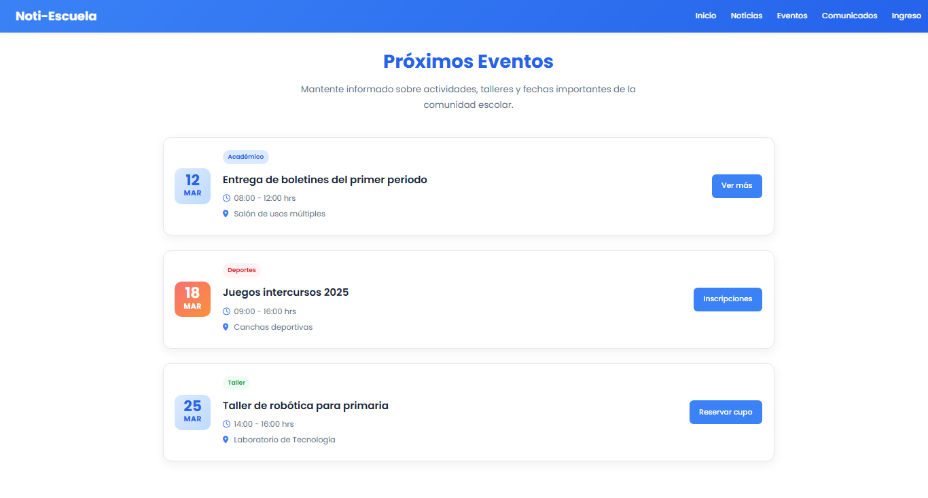 Noti-Escuela
Inicio Noticias Eventos Comunicados Ingreso
Próximos Eventos
Mantente informado sobre actividades, talleres y fechas importantes de la
comunidad escolar.
Académico
12
MAR
Entrega de boletines del primer periodo
08:00 - 12:00 hrs
Salón de usos múltiples
Ver más
Deportes
18
MAR
Juegos intercursos 2025
09:00 - 16:00 hrs
Canchas deportivas
Inscripciones
Taller
25
MAR
Taller de robótica para primaria
14:00 - 16:00 hrs
Laboratorio de Tecnología
Reservar cupo